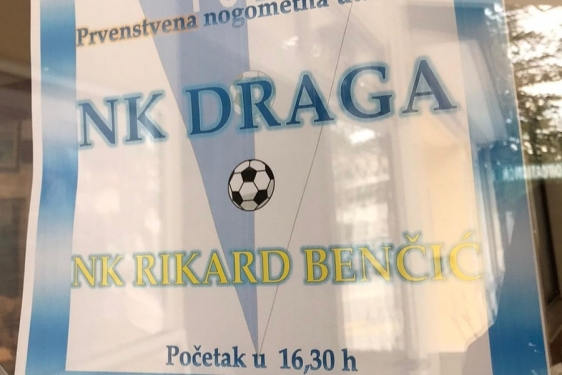 Prvenstvena nogometna
NK DRAGA
NK RIKARD BENČIĆ
Početak u 16,30 h